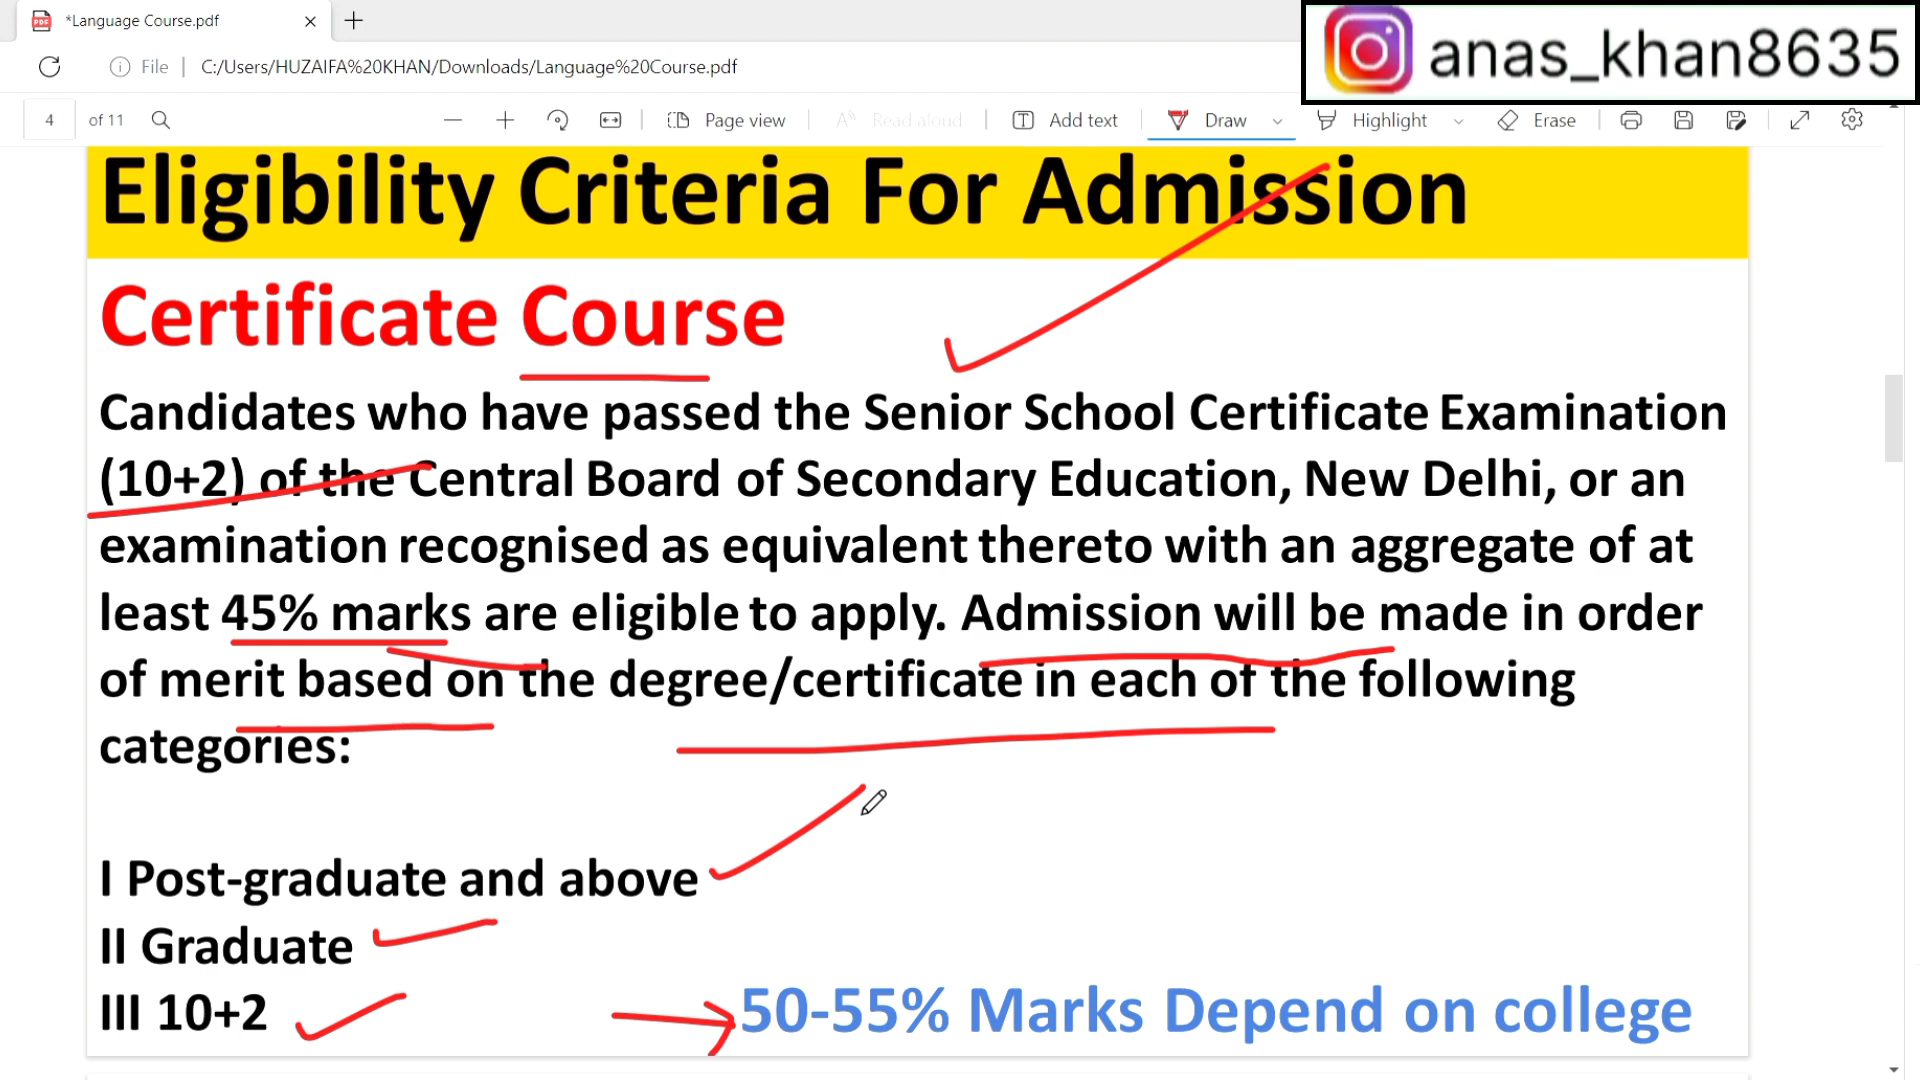 *Language Course.pdf
File
C:/Users/HUZAIFA%20KHAN/Downloads/Language%20Course.pdf
anas_khan8635
4 of 11
Page view
Read aloud
Add text
Draw
Highlight
Erase
Eligibility Criteria For Admission
Certificate Course
Candidates who have passed the Senior School Certificate Examination
(10+2) of the Central Board of Secondary Education, New Delhi, or an
examination recognised as equivalent thereto with an aggregate of at
least 45% marks are eligible to apply. Admission will be made in order
of merit based on the degree/certificate in each of the following
categories:
I Post-graduate and above
II Graduate
III 10+2
50-55% Marks Depend on college